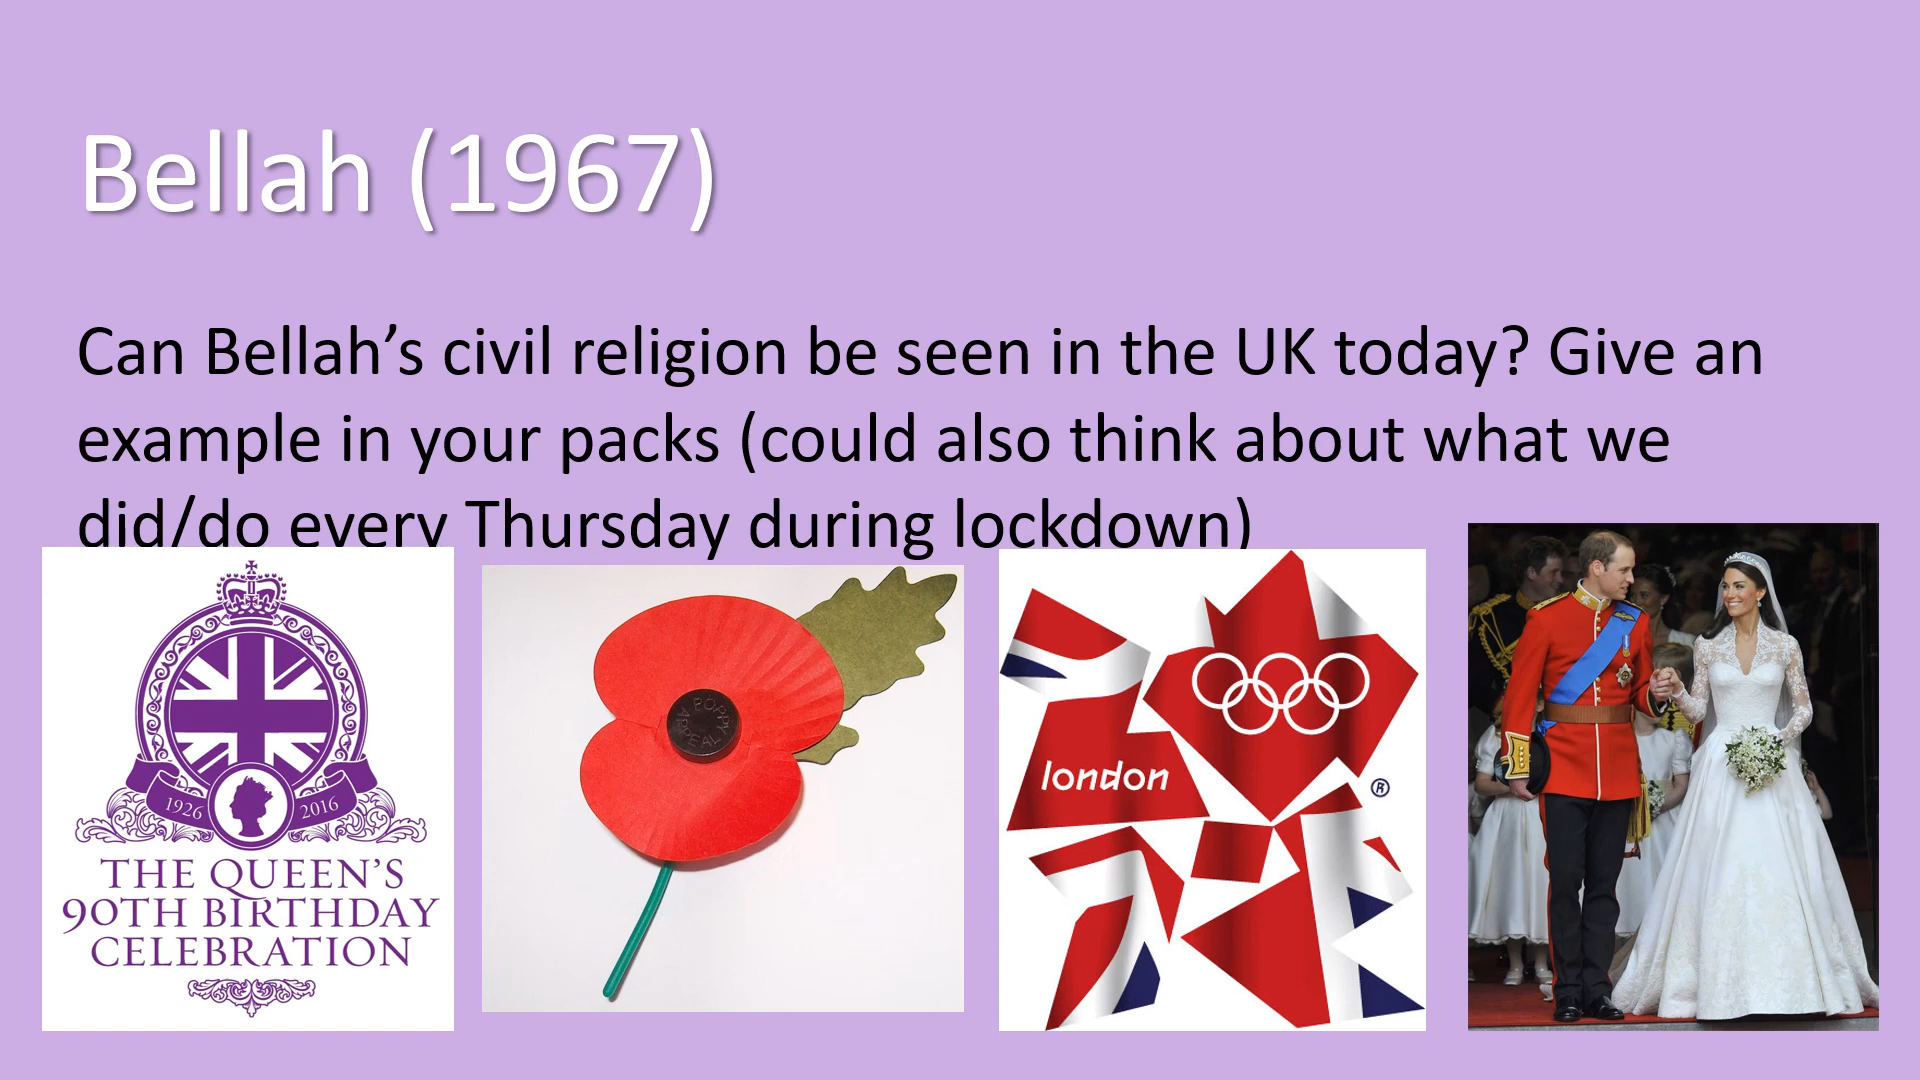 Bellah (1967)
Can Bellah’s civil religion be seen in the UK today? Give an
example in your packs (could also think about what we
did/do every Thursday during lockdown)
1926
2016
THE QUEEN’S
90TH BIRTHDAY
CELEBRATION
POPPY
APPEAL
london
®